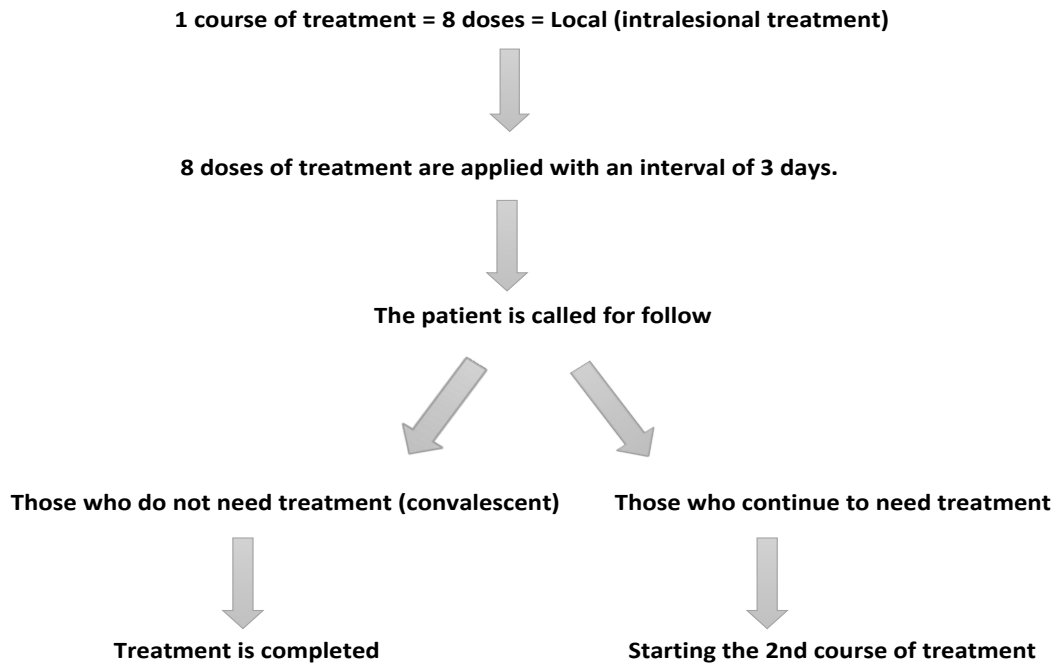 1 course of treatment = 8 doses = Local (intralesional treatment)
8 doses of treatment are applied with an interval of 3 days.
The patient is called for follow
Those who do not need treatment (convalescent)
Those who continue to need treatment
Treatment is completed
Starting the 2nd course of treatment